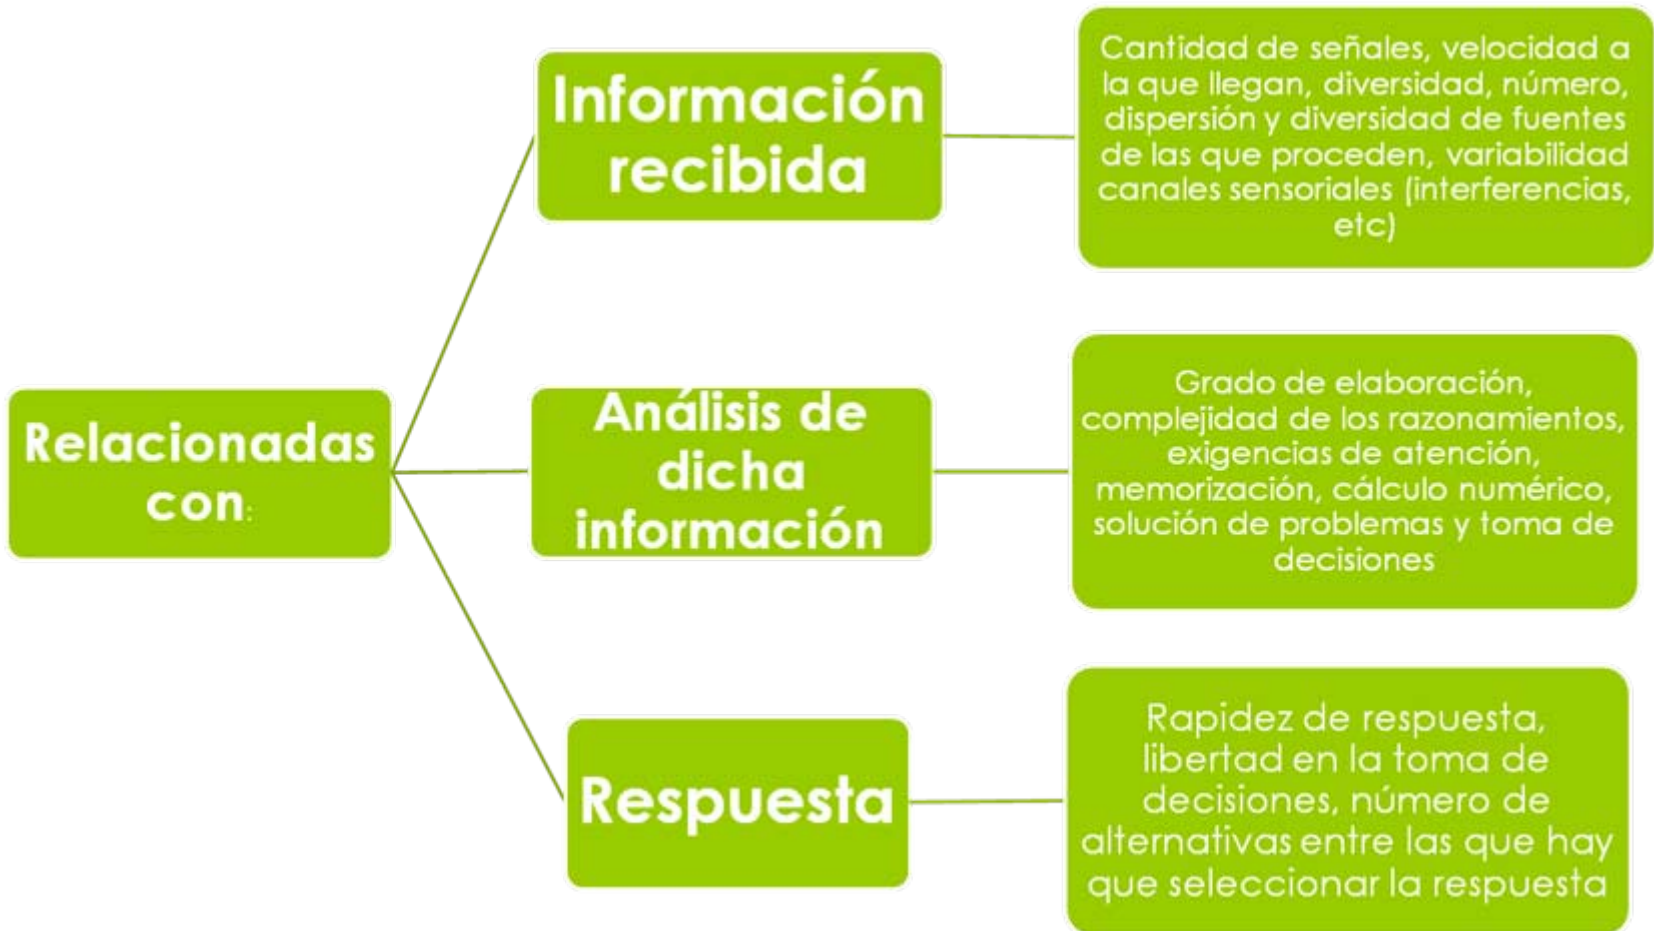 Relacionadas
con:
Información
recibida
Cantidad de señales, velocidad a
la que llegan, diversidad, número,
dispersión y diversidad de fuentes
de las que proceden, variabilidad
canales sensoriales (interferencias,
etc)
Análisis de
dicha
información
Grado de elaboración,
complejidad de los razonamientos,
exigencias de atención,
memorización, cálculo numérico,
solución de problemas y toma de
decisiones
Respuesta
Rapidez de respuesta,
libertad en la toma de
decisiones, número de
alternativas entre las que hay
que seleccionar la respuesta